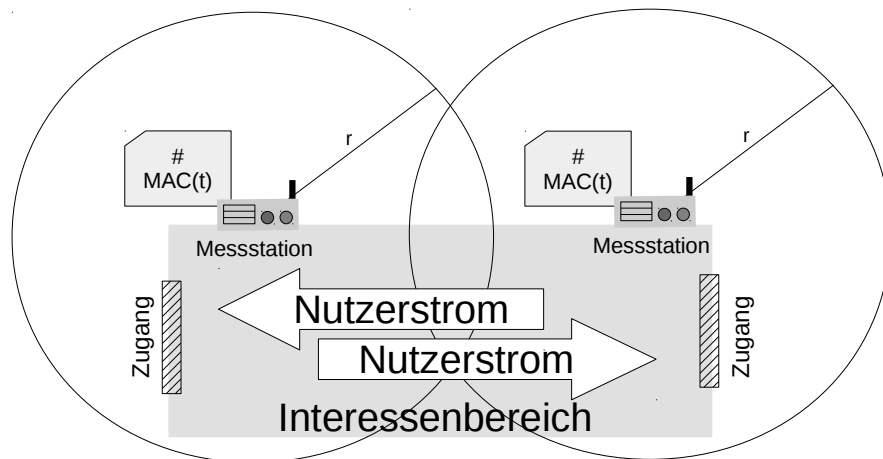 r
r
#
MAC(t)
#
MAC(t)
Messstation
Messstation
Zugang
Zugang
Nutzerstrom
Nutzerstrom
Interessenbereich